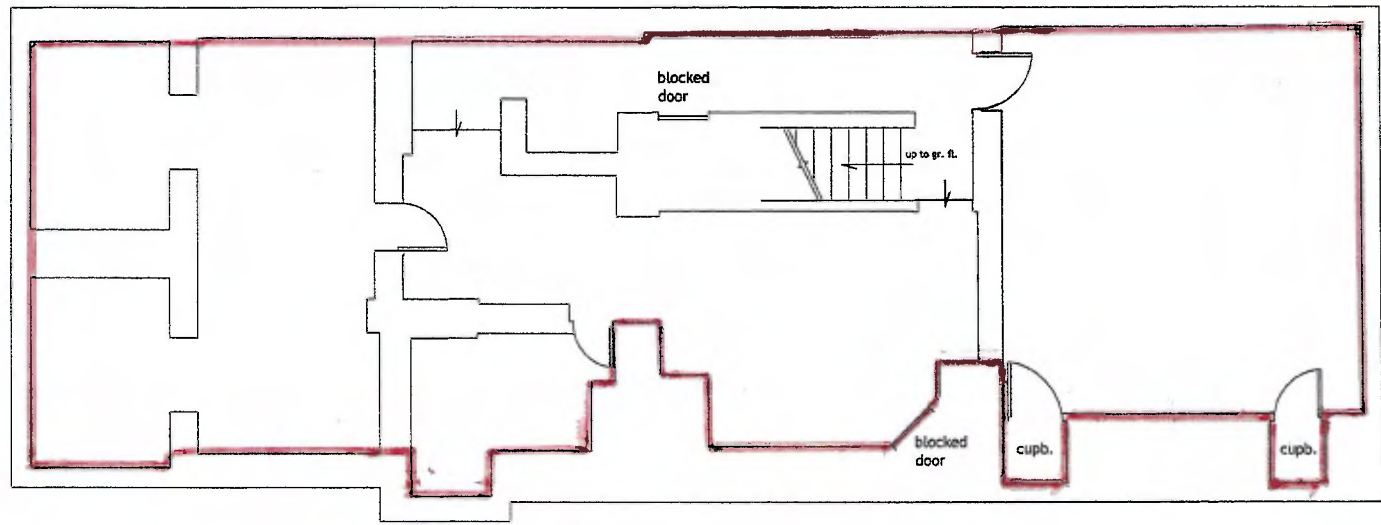 blocked
door
up to gr. fl.
blocked
door
cupb.
cupb.